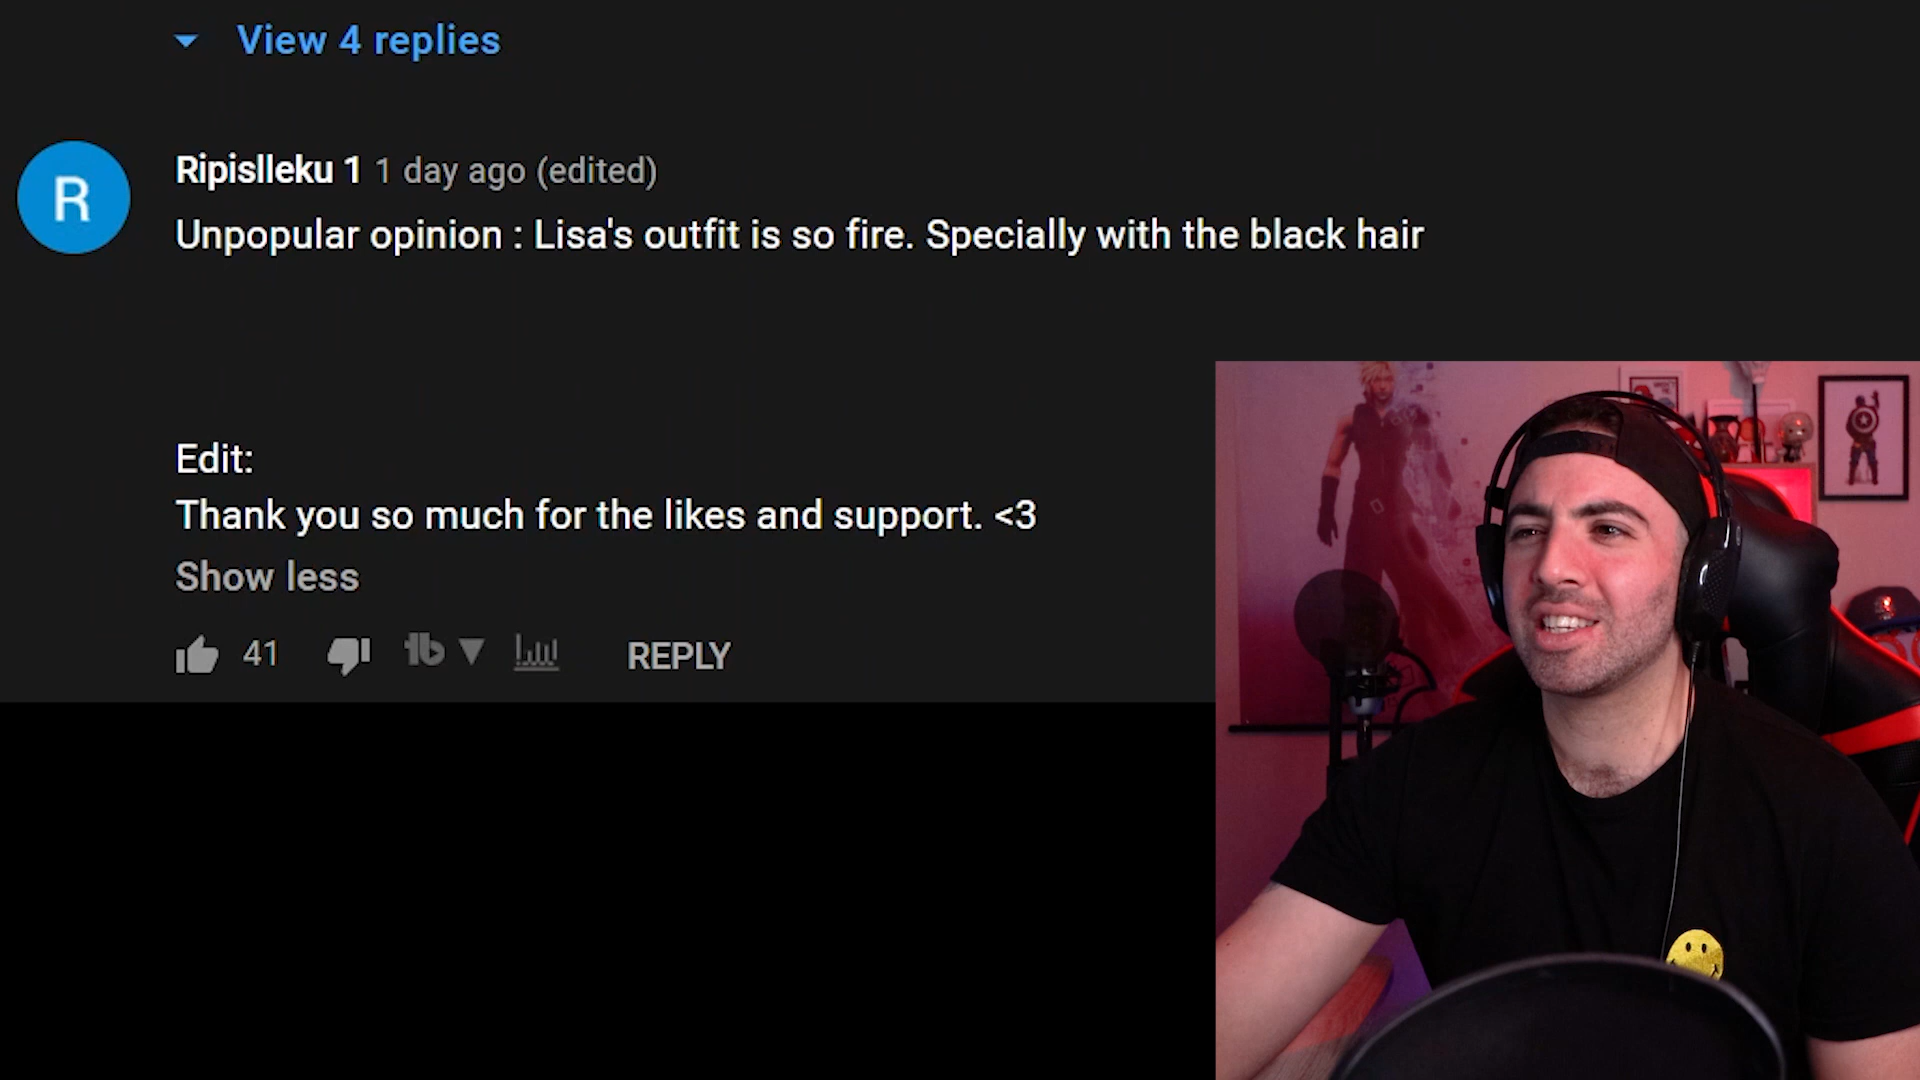 View 4 replies
R
Ripislleku 1 1 day ago (edited)
Unpopular opinion : Lisa's outfit is so fire. Specially with the black hair
Edit:
Thank you so much for the likes and support. <3
Show less
41 tb REPLY